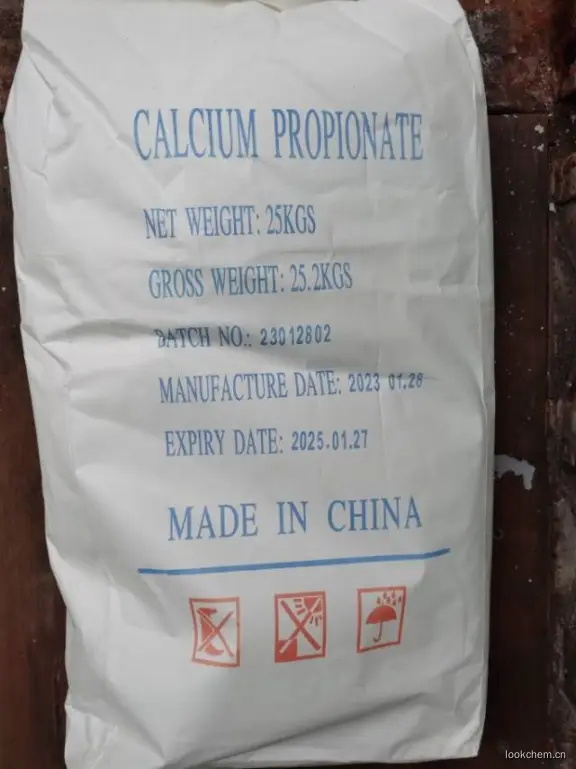 CALCIUM PROPIONATE
NET WEIGHT: 25KGS
GROSS WEIGHT: 25.2KGS
BATCH NO.: 23012802
MANUFACTURE DATE: 2023 01.28
EXPIRY DATE: 2025.01.27
MADE IN CHINA
lookchem.cn